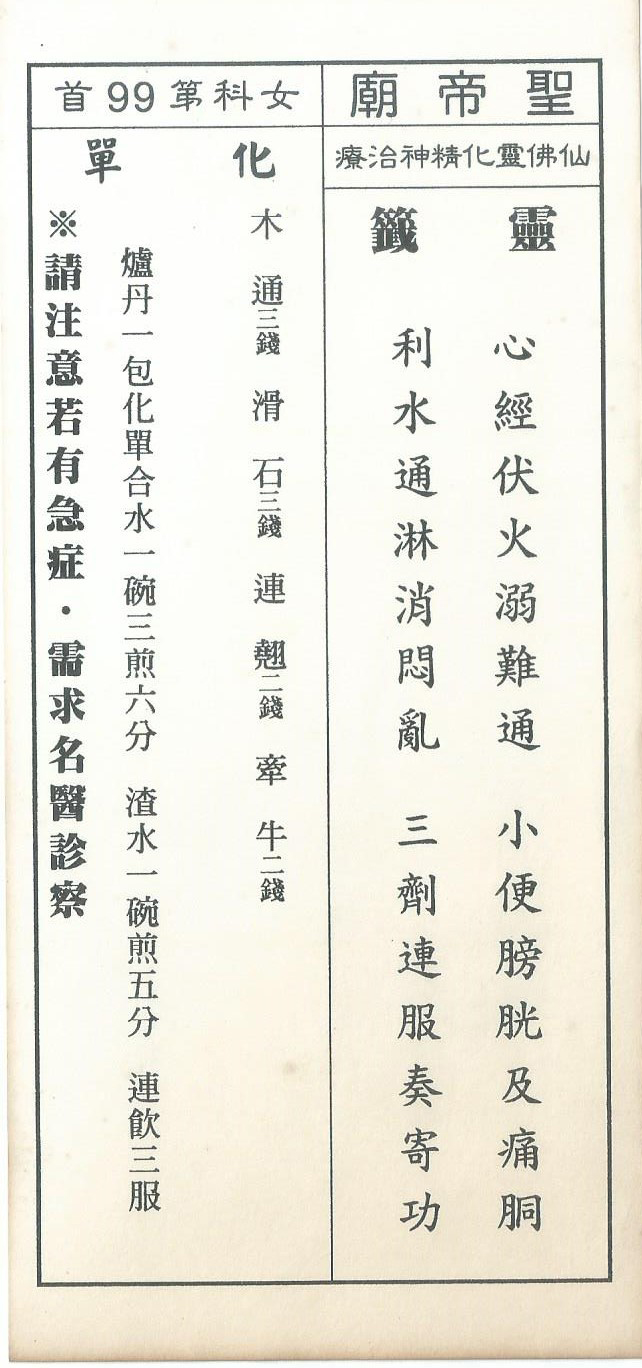 聖帝廟
仙佛靈化精神治療
靈籤
心經伏火溺難通 小便膀胱及痛胴
利水通淋消悶亂 三劑連服奏寄功
女科第99首
化單
木通三錢 滑石三錢 連翹二錢 牽牛二錢
爐丹一包化單合水一碗三煎六分 渣水一碗煎五分 連飮三服
※請注意若有急症・需求名醫診察